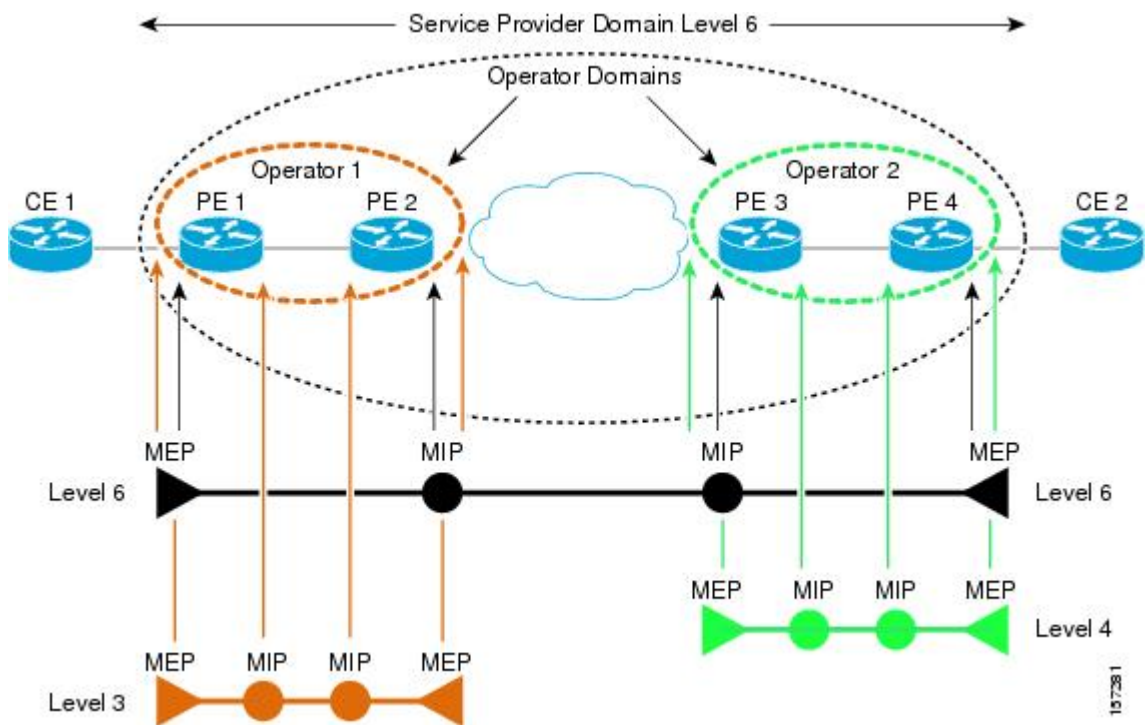 Service Provider Domain Level 6
Operator Domains
Operator 1
Operator 2
CE 1
PE 1
PE 2
PE 3
PE 4
CE 2
MEP
MIP
MIP
MEP
Level 6
Level 6
MEP
MIP
MIP
MEP
Level 4
MEP
MIP
MIP
MEP
Level 3
157281